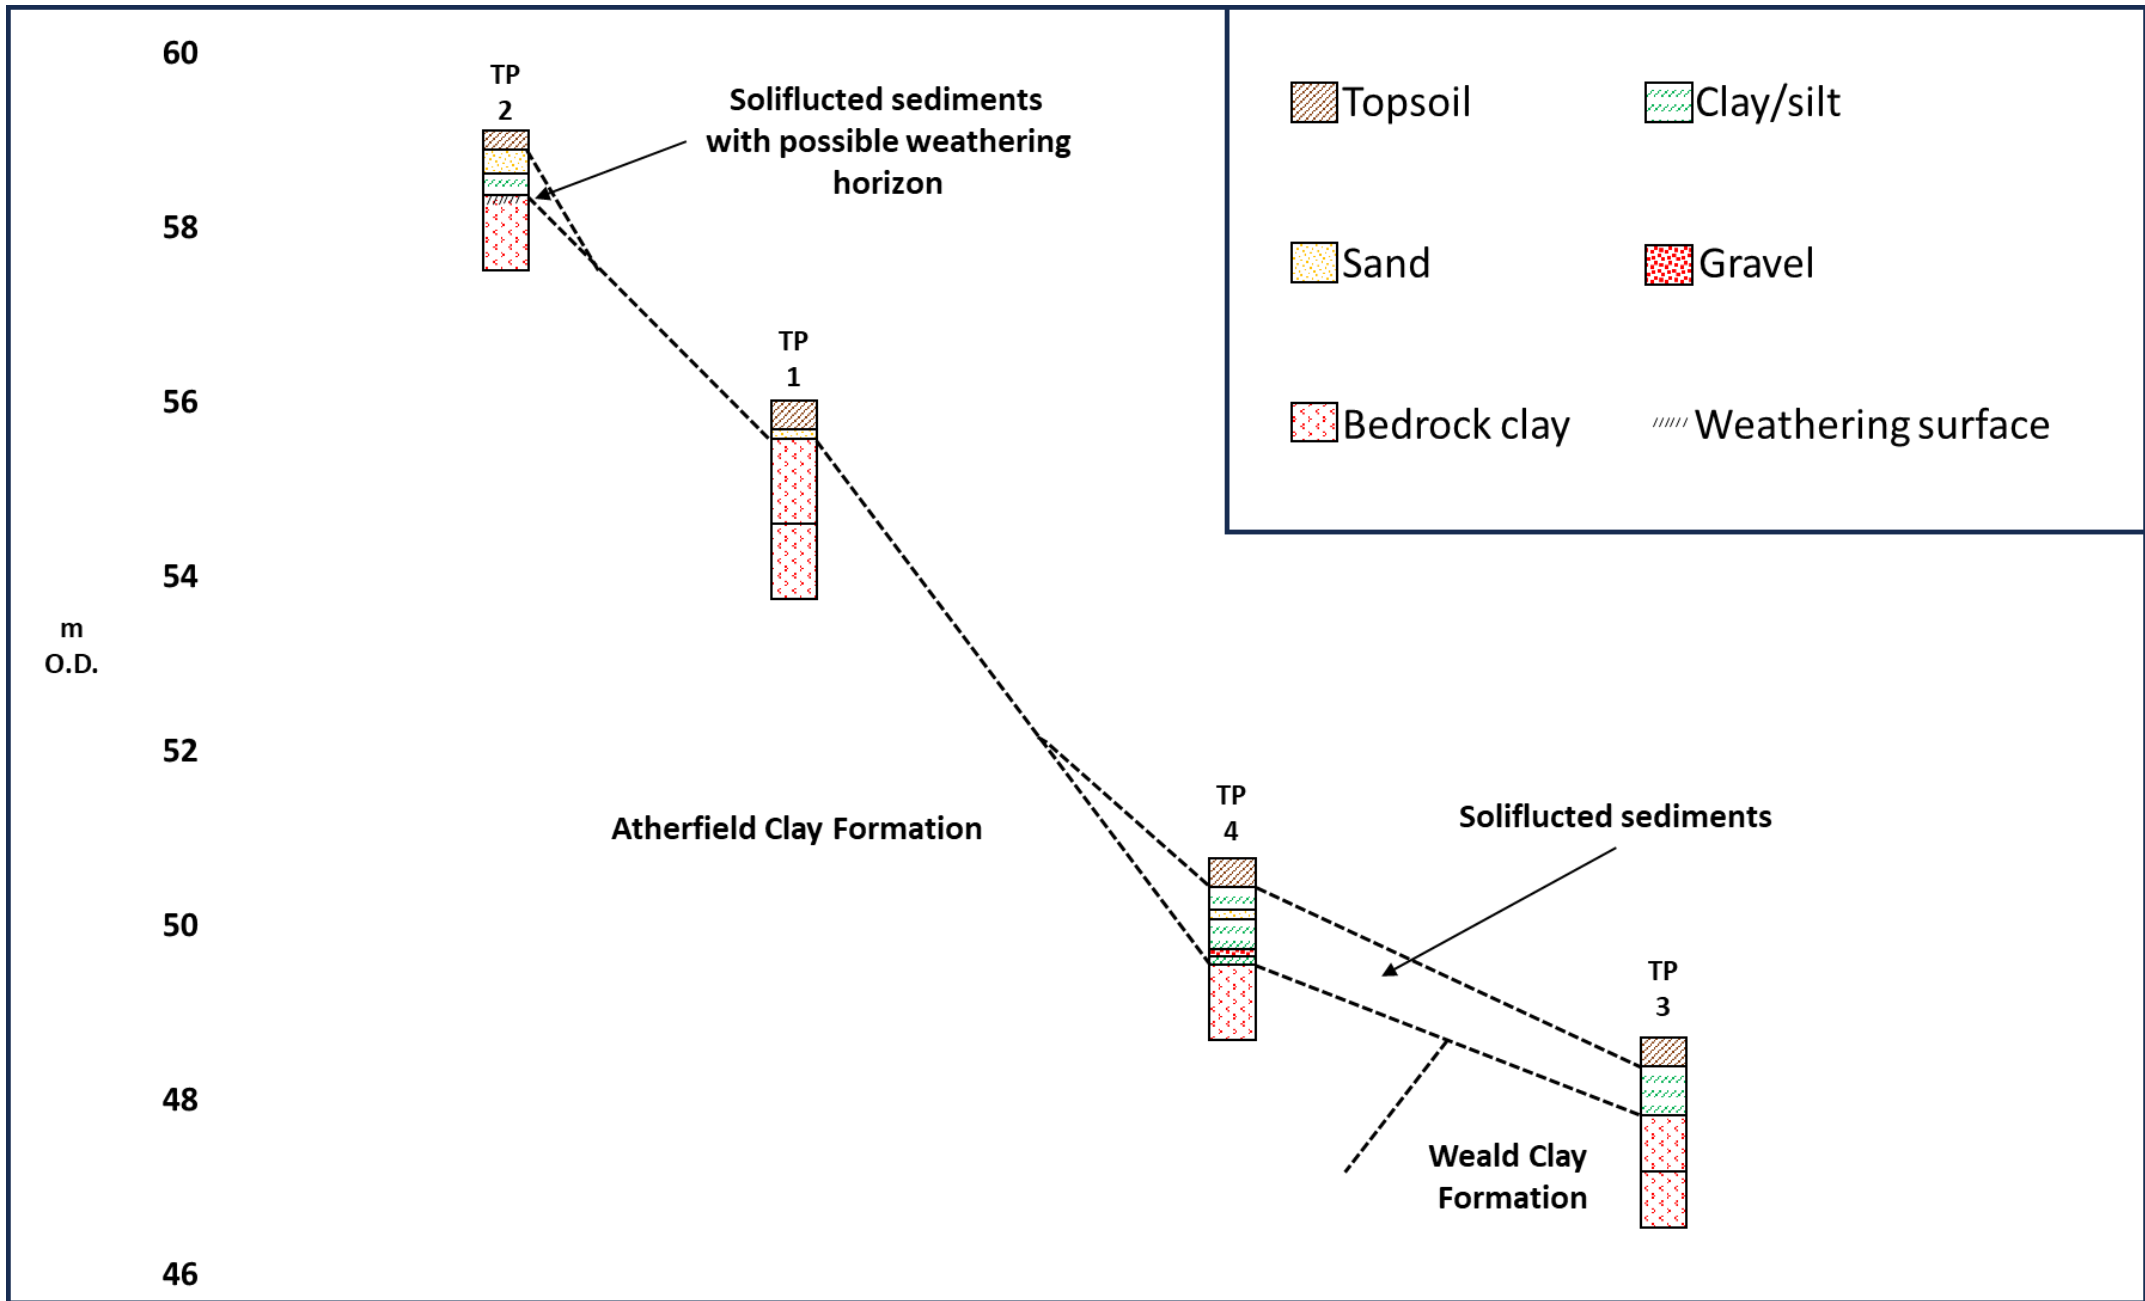 60
TP
2
Soliflucted sediments
with possible weathering
horizon
58
TP
1
56
54
m
O.D.
52
Atherfield Clay Formation
TP
4
Soliflucted sediments
50
TP
3
48
Weald Clay
Formation
46
Topsoil
Clay/silt
Sand
Gravel
Bedrock clay
Weathering surface